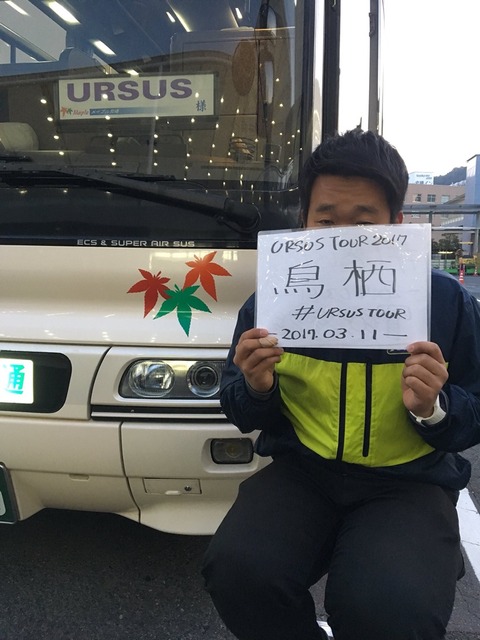 URSUS
様
ECS & SUPER AIR SUS
URSUS TOUR 2017
鳥栖
#URSUS TOUR
-2017.03.11-
通